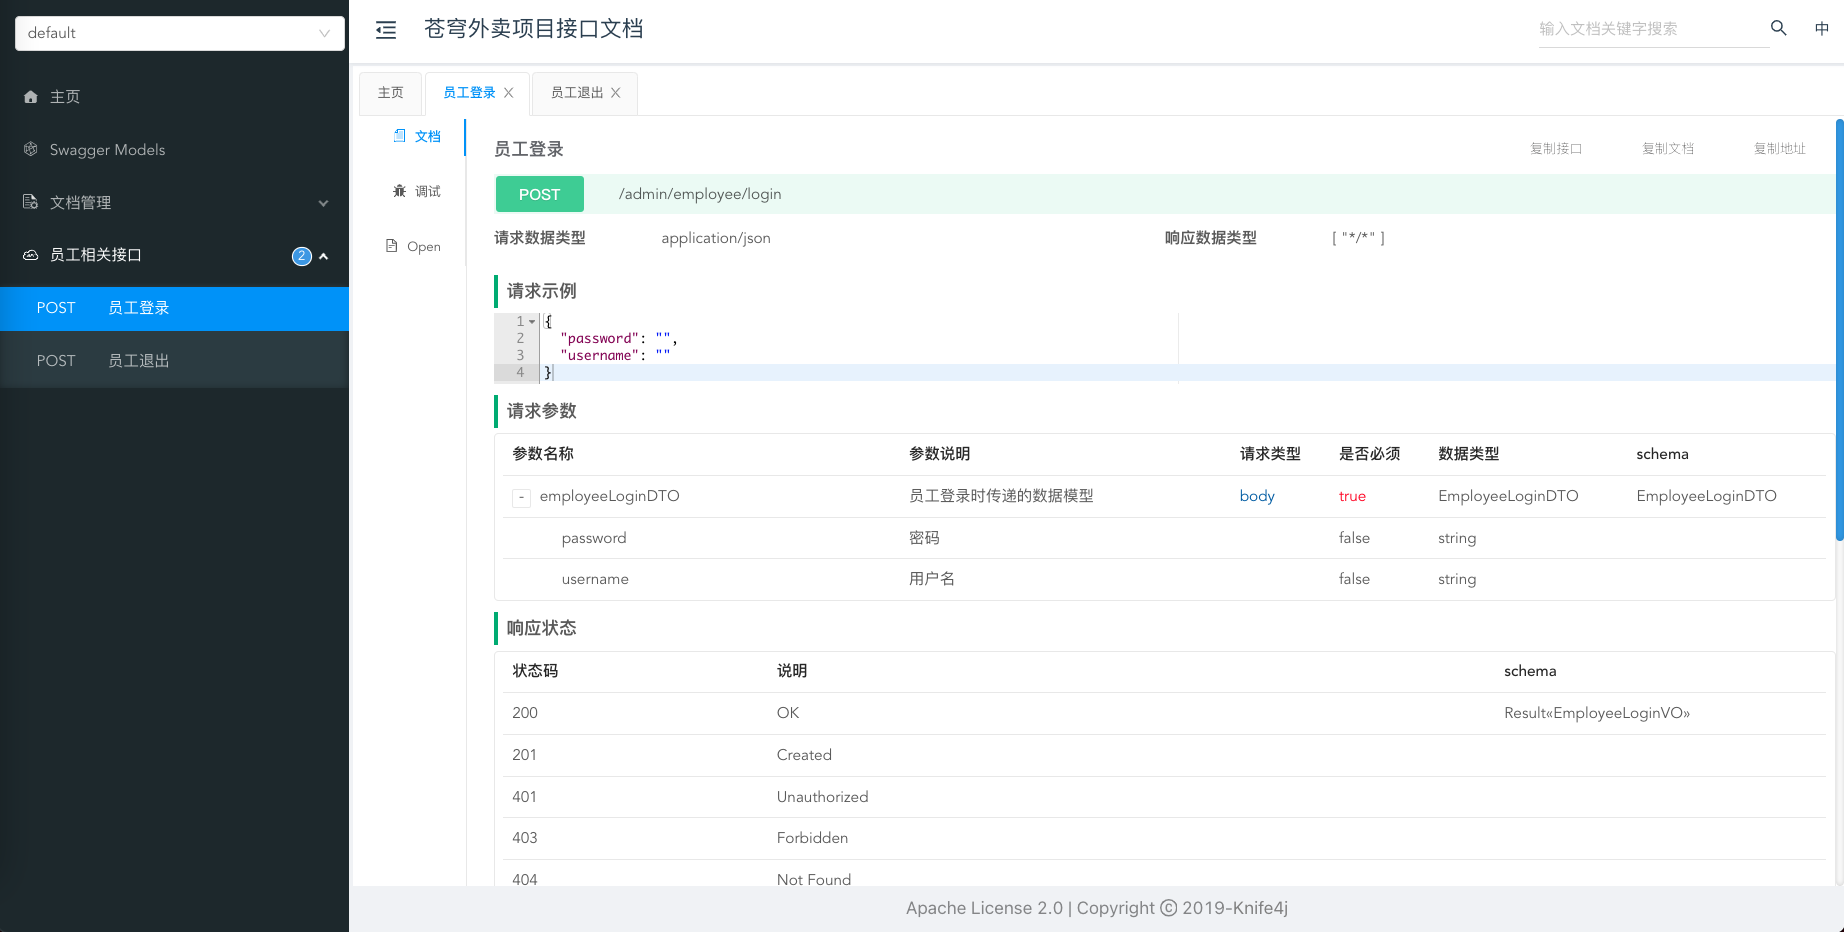 default
主页
Swagger Models
文档管理
员工相关接口 2
POST 员工登录
POST 员工退出
苍穹外卖项目接口文档
输入文档关键字搜索
中
主页 员工登录 员工退出
文档
调试
Open
员工登录
复制接口 复制文档 复制地址
POST /admin/employee/login
请求数据类型 application/json 响应数据类型 [ "*/*" ]
请求示例
1 {
2 "password": "",
3 "username": ""
4 }
请求参数
参数名称 参数说明 请求类型 是否必须 数据类型 schema
- employeeLoginDTO 员工登录时传递的数据模型 body true EmployeeLoginDTO EmployeeLoginDTO
password 密码 false string
username 用户名 false string
响应状态
状态码 说明 schema
200 OK Result«EmployeeLoginVO»
201 Created
401 Unauthorized
403 Forbidden
404 Not Found
Apache License 2.0 | Copyright © 2019-Knife4j